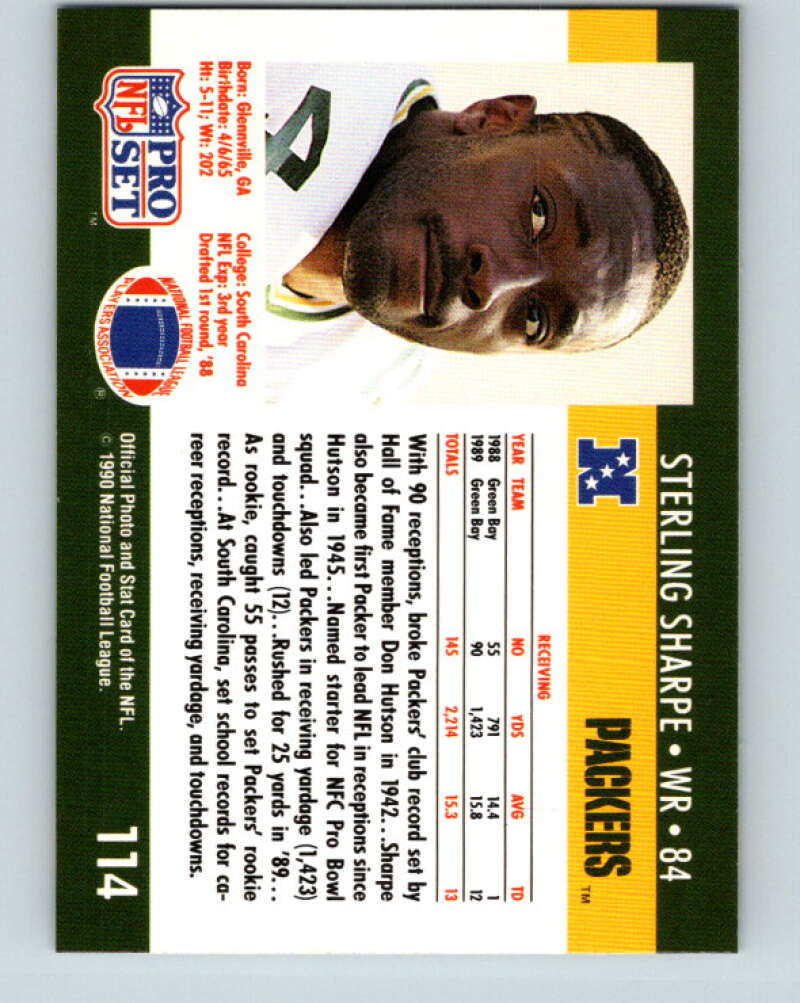 STERLING SHARPE • WR • 84
PACKERS™
N
4
Born: Glennville, GA
Birthdate: 4/6/65
Ht: 5-11; Wt: 202
College: South Carolina
NFL Exp: 3rd year
Drafted 1st round, '88
RECEIVING
YEAR TEAM NO YDS AVG TD
1988 Green Bay 55 791 14.4 1
1989 Green Bay 90 1,423 15.8 12
TOTALS 145 2,214 15.3 13
With 90 receptions, broke Packers' club record set by
Hall of Fame member Don Hutson in 1942...Sharpe
also became first Packer to lead NFL in receptions since
Hutson in 1945...Named starter for NFC Pro Bowl
squad...Also led Packers in receiving yardage (1,423)
and touchdowns (12)...Rushed for 25 yards in '89...
As rookie, caught 55 passes to set Packers' rookie
record...At South Carolina, set school records for ca-
reer receptions, receiving yardage, and touchdowns.
NFL PRO
SET™
NATIONAL FOOTBALL LEAGUE
PLAYERS ASSOCIATION®
Official Photo and Stat Card of the NFL.
© 1990 National Football League.
114